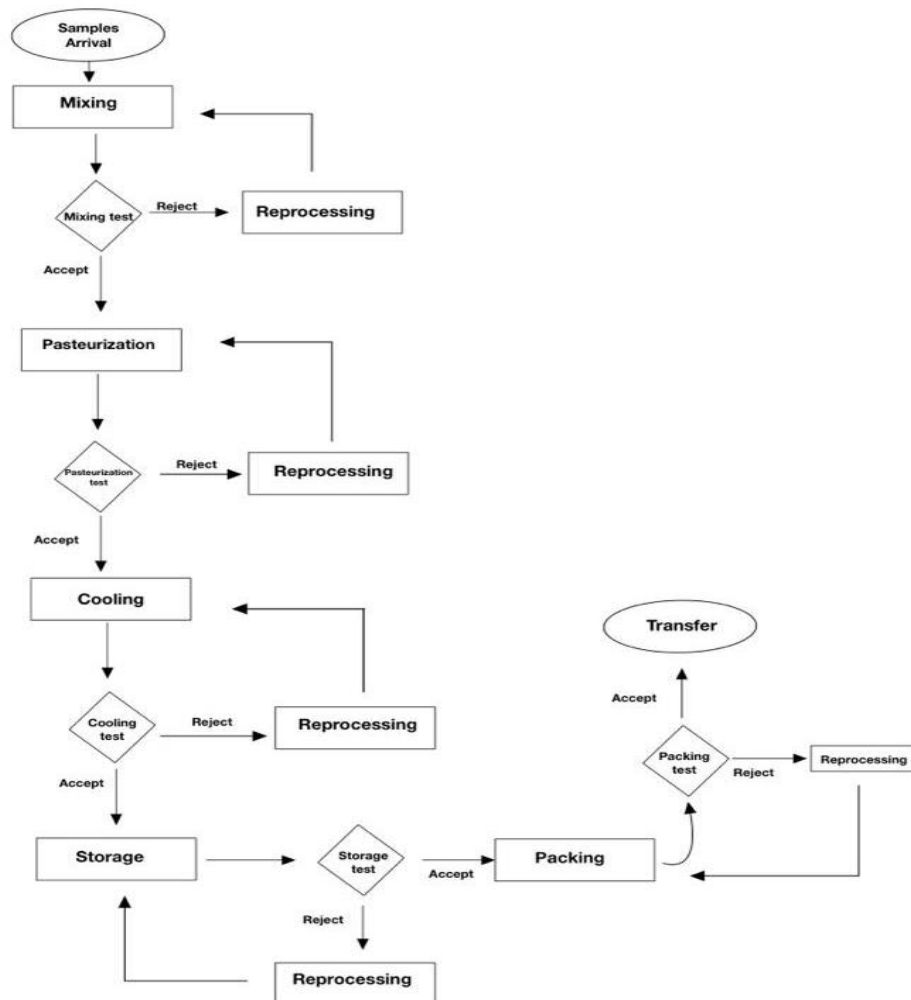 Samples
Arrival
Mixing
Mixing test
Reject
Reprocessing
Accept
Pasteurization
Pasteurization
test
Reject
Reprocessing
Accept
Cooling
Cooling
test
Reject
Reprocessing
Accept
Storage
Storage
test
Reject
Reprocessing
Accept
Packing
Packing
test
Reject
Reprocessing
Accept
Transfer